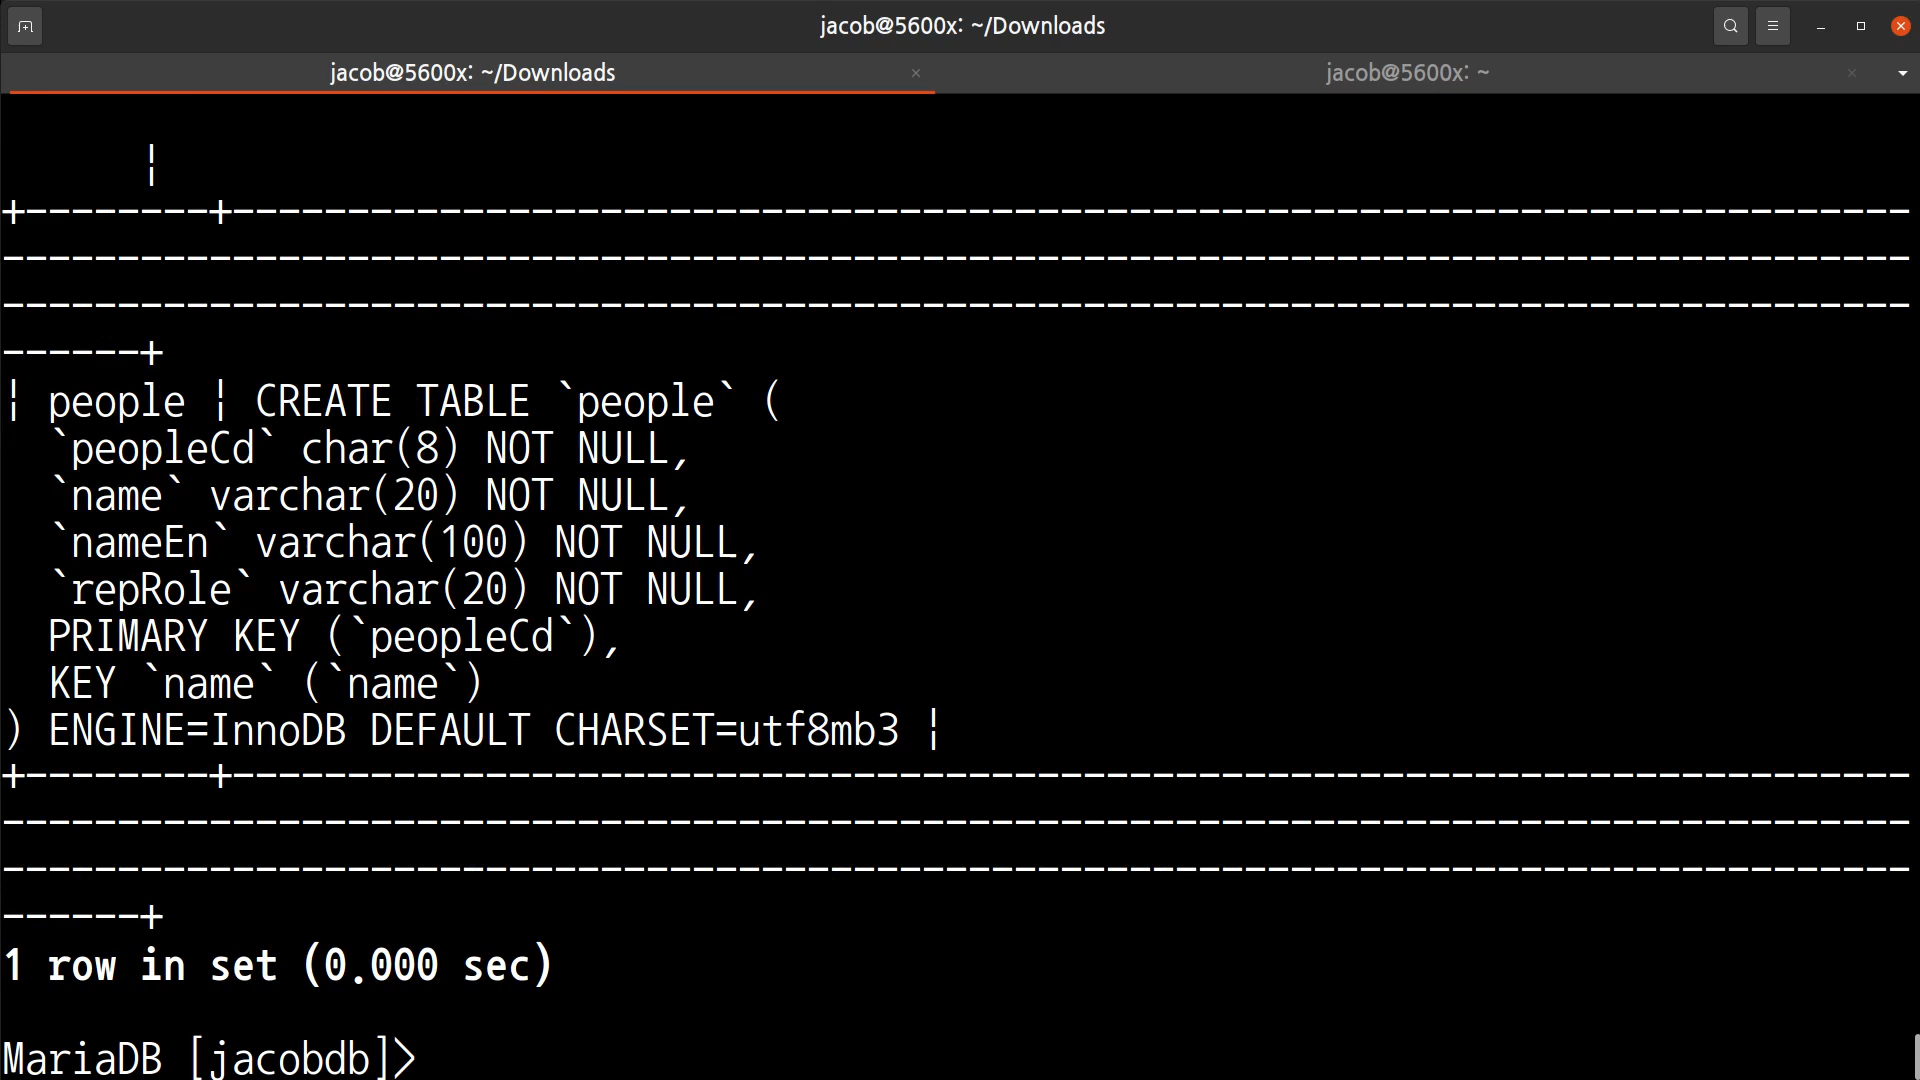 jacob@5600x: ~/Downloads
jacob@5600x: ~/Downloads
jacob@5600x: ~
¦
+--------+-------------------------------------------------------------------------
-----------------------------------------------------------------------------------
-----------------------------------------------------------------------------------
-------+
¦ people ¦ CREATE TABLE `people` (
  `peopleCd` char(8) NOT NULL,
  `name` varchar(20) NOT NULL,
  `nameEn` varchar(100) NOT NULL,
  `repRole` varchar(20) NOT NULL,
  PRIMARY KEY (`peopleCd`),
  KEY `name` (`name`)
) ENGINE=InnoDB DEFAULT CHARSET=utf8mb3 ¦
+--------+-------------------------------------------------------------------------
-----------------------------------------------------------------------------------
-----------------------------------------------------------------------------------
------+
1 row in set (0.000 sec)
MariaDB [jacobdb]>